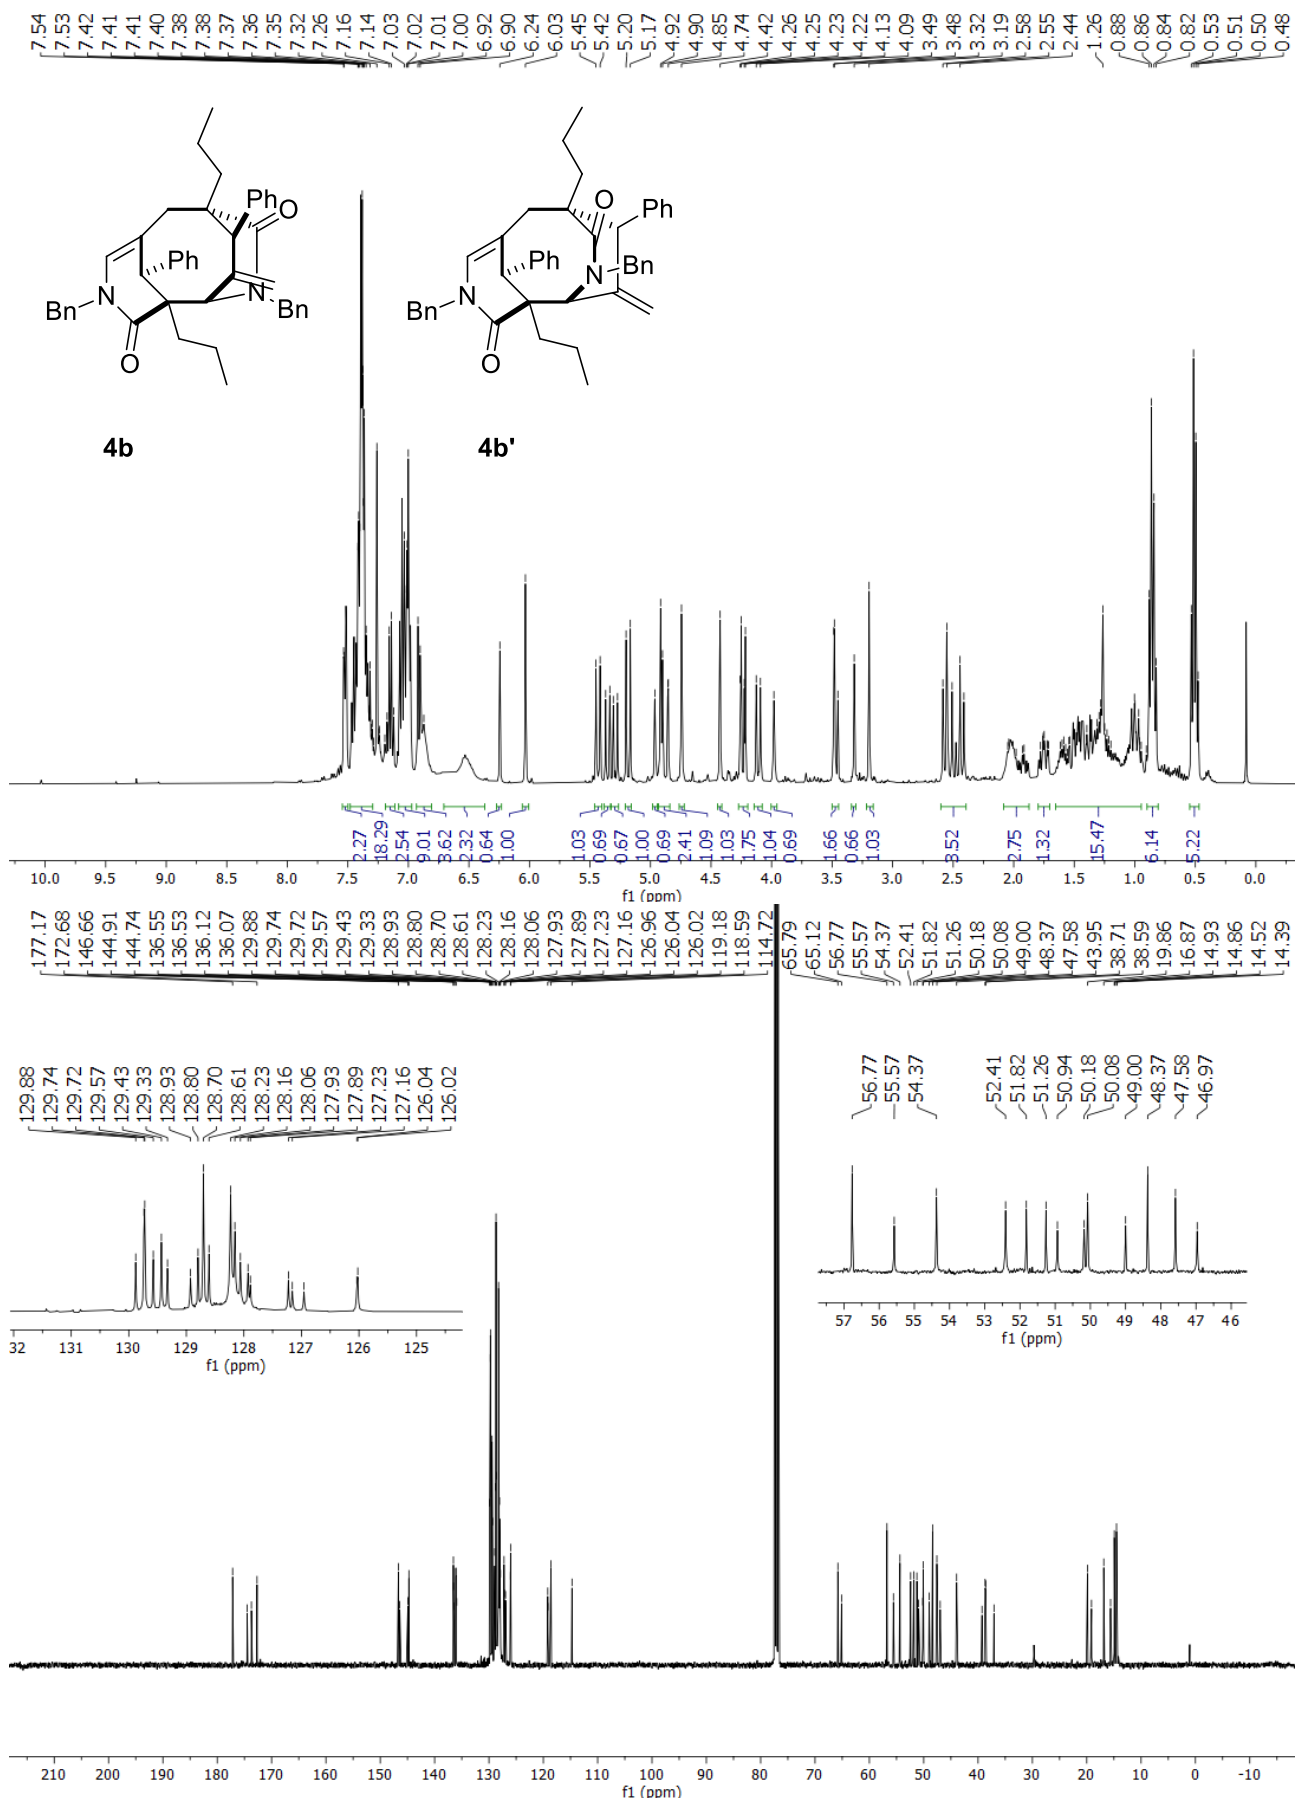 7.54 7.53 7.42 7.41 7.41 7.40 7.38 7.38 7.37 7.36 7.35 7.32 7.26 7.16 7.14 7.03 7.02 7.01 7.00 6.92 6.90 6.24 6.03 5.45 5.42 5.20 5.17 4.92 4.90 4.85 4.74 4.42 4.26 4.25 4.23 4.22 4.13 4.09 3.49 3.48 3.32 3.19 2.58 2.55 2.44 1.26 0.88 0.86 0.84 0.82 0.53 0.51 0.50 0.48
Ph O
Ph
N
Bn
N
Bn
O
4b
O
Ph
Ph
N
Bn
N
Bn
O
4b'
2.27 18.29 2.54 9.01 3.62 2.32 0.64 1.00 1.03 0.69 0.67 1.00 0.69 2.41 1.09 1.03 1.75 1.04 0.69 1.66 0.66 1.03 3.52 2.75 1.32 15.47 6.14 5.22
10.0 9.5 9.0 8.5 8.0 7.5 7.0 6.5 6.0 5.5 5.0 4.5 4.0 3.5 3.0 2.5 2.0 1.5 1.0 0.5 0.0
f1 (ppm)
177.17 172.68 146.66 144.91 144.74 136.55 136.53 136.12 136.07 129.88 129.74 129.72 129.57 129.43 129.33 128.93 128.80 128.70 128.61 128.23 128.16 128.06 127.93 127.89 127.23 127.16 126.96 126.04 126.02 119.18 118.59 114.72 65.79 65.12 56.77 55.57 54.37 52.41 51.82 51.26 50.18 50.08 49.00 48.37 47.58 43.95 38.71 38.59 19.86 16.87 14.93 14.86 14.52 14.39
129.88 129.74 129.72 129.57 129.43 129.33 128.93 128.80 128.70 128.61 128.23 128.16 128.06 127.93 127.89 127.23 127.16 126.04 126.02
56.77 55.57 54.37 52.41 51.82 51.26 50.94 50.18 50.08 49.00 48.37 47.58 46.97
57 56 55 54 53 52 51 50 49 48 47 46
f1 (ppm)
32 131 130 129 128 127 126 125
f1 (ppm)
210 200 190 180 170 160 150 140 130 120 110 100 90 80 70 60 50 40 30 20 10 0 -10
f1 (ppm)